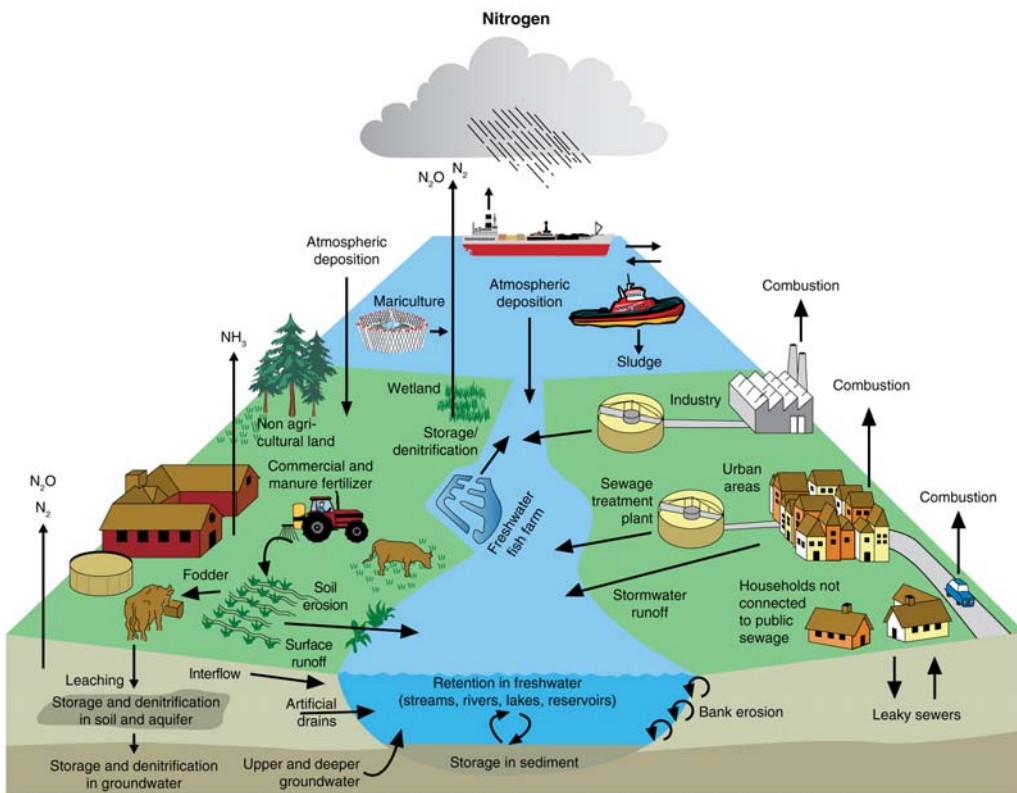 Nitrogen
N₂O
N₂
Atmospheric
deposition
Atmospheric
deposition
Mariculture
Combustion
NH₃
Sludge
Wetland
Combustion
Industry
Non agri-
cultural land
Storage/
denitrification
Commercial and
manure fertilizer
Urban
areas
Sewage
treatment
plant
N₂O
N₂
Combustion
Freshwater
fish farm
Fodder
Soil
erosion
Stormwater
runoff
Households not
connected
to public
sewage
Surface
runoff
Leaching
Interflow
Retention in freshwater
(streams, rivers, lakes, reservoirs)
Storage and denitrification
in soil and aquifer
Artificial
drains
Bank erosion
Leaky sewers
Storage and denitrification
in groundwater
Upper and deeper
groundwater
Storage in sediment